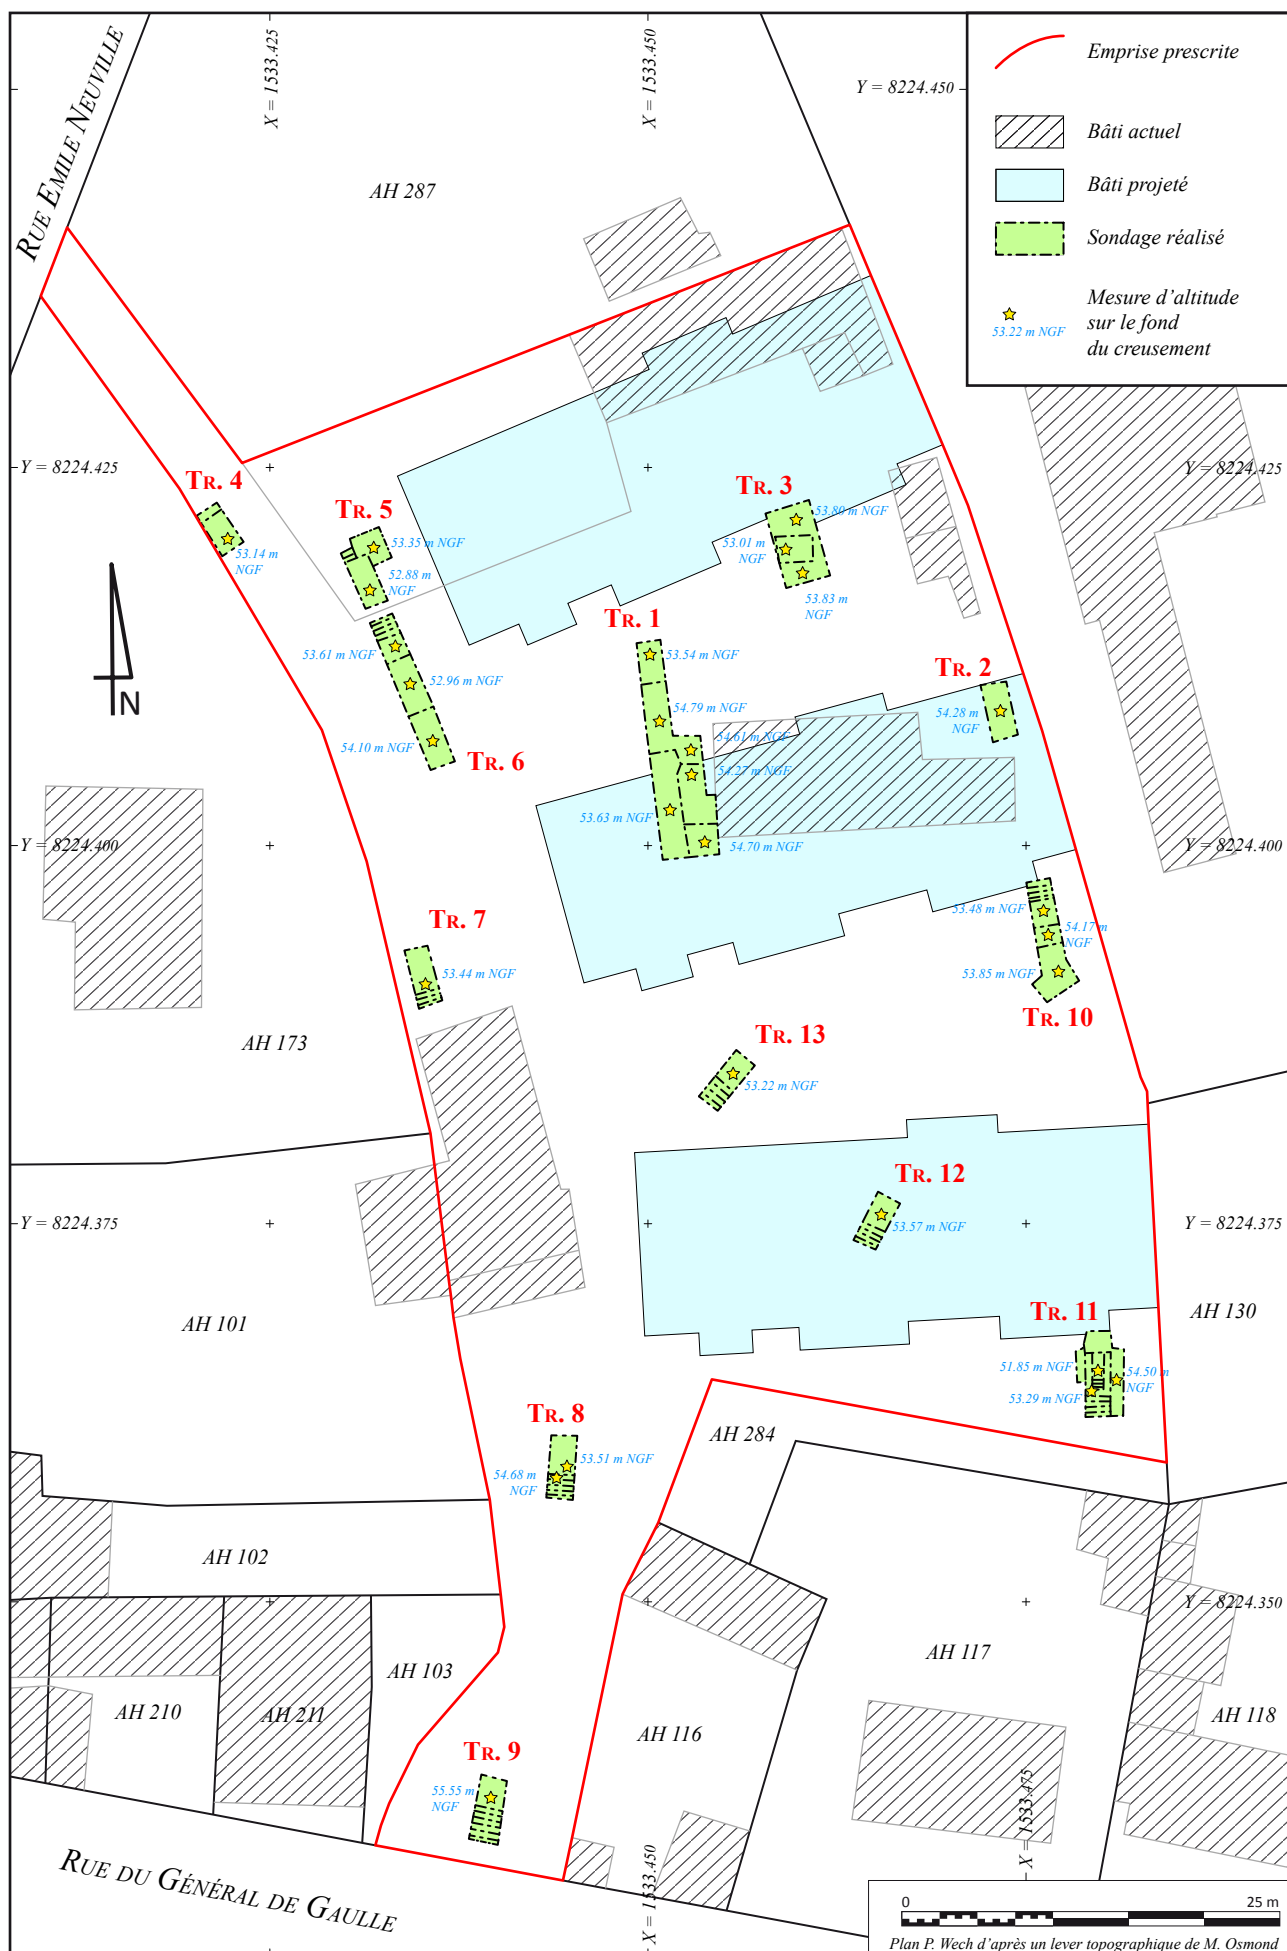 RUE EMILE NEUVILLE
X = 1533.425
X = 1533.450
Y = 8224.450
Emprise prescrite
Bâti actuel
Bâti projeté
Sondage réalisé
Mesure d'altitude
sur le fond
du creusement
53.22 m NGF
AH 287
Y = 8224.425
Y = 8224.425
TR. 4
53.14 m
NGF
TR. 5
53.35 m NGF
52.88 m
NGF
TR. 3
53.80 m NGF
53.01 m
NGF
53.83 m
NGF
TR. 1
53.54 m NGF
54.79 m NGF
54.61 m NGF
54.27 m NGF
53.63 m NGF
54.70 m NGF
53.61 m NGF
52.96 m NGF
54.10 m NGF
TR. 6
TR. 2
54.28 m
NGF
N
Y = 8224.400
Y = 8224.400
TR. 7
53.44 m NGF
53.48 m NGF
54.17 m
NGF
53.85 m NGF
TR. 10
AH 173
TR. 13
53.22 m NGF
TR. 12
53.57 m NGF
Y = 8224.375
Y = 8224.375
AH 101
TR. 11
51.85 m NGF
54.50 m
NGF
53.29 m NGF
AH 130
TR. 8
53.51 m NGF
54.68 m
NGF
AH 284
AH 102
Y = 8224.350
AH 103
AH 210
AH 211
AH 116
AH 117
AH 118
TR. 9
55.55 m
NGF
X = 1533.450
X = 1533.475
RUE DU GÉNÉRAL DE GAULLE
0
25 m
Plan P. Wech d'après un lever topographique de M. Osmond